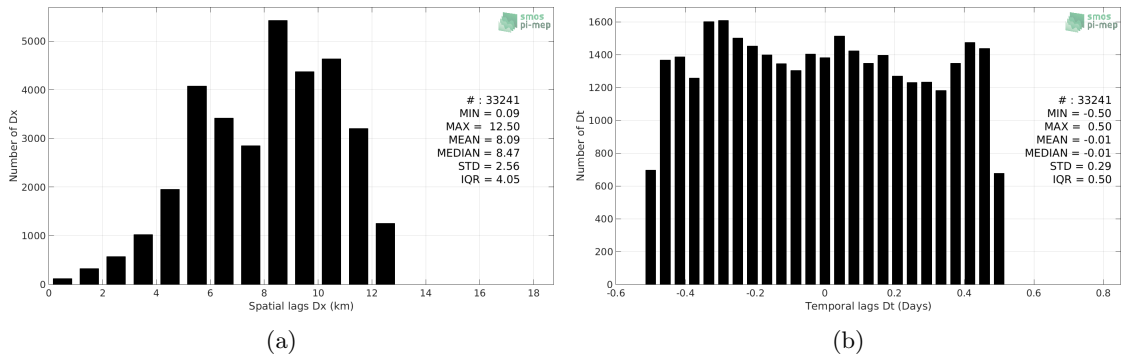 smos
pi-mep
5000
4000
3000
2000
1000
0
Number of Dx
# : 33241
MIN = 0.09
MAX = 12.50
MEAN = 8.09
MEDIAN = 8.47
STD = 2.56
IQR = 4.05
0 2 4 6 8 10 12 14 16 18
Spatial lags Dx (km)
(a)
smos
pi-mep
1600
1400
1200
1000
800
600
400
200
0
Number of Dt
# : 33241
MIN = -0.50
MAX = 0.50
MEAN = -0.01
MEDIAN = -0.01
STD = 0.29
IQR = 0.50
-0.6 -0.4 -0.2 0 0.2 0.4 0.6 0.8
Temporal lags Dt (Days)
(b)